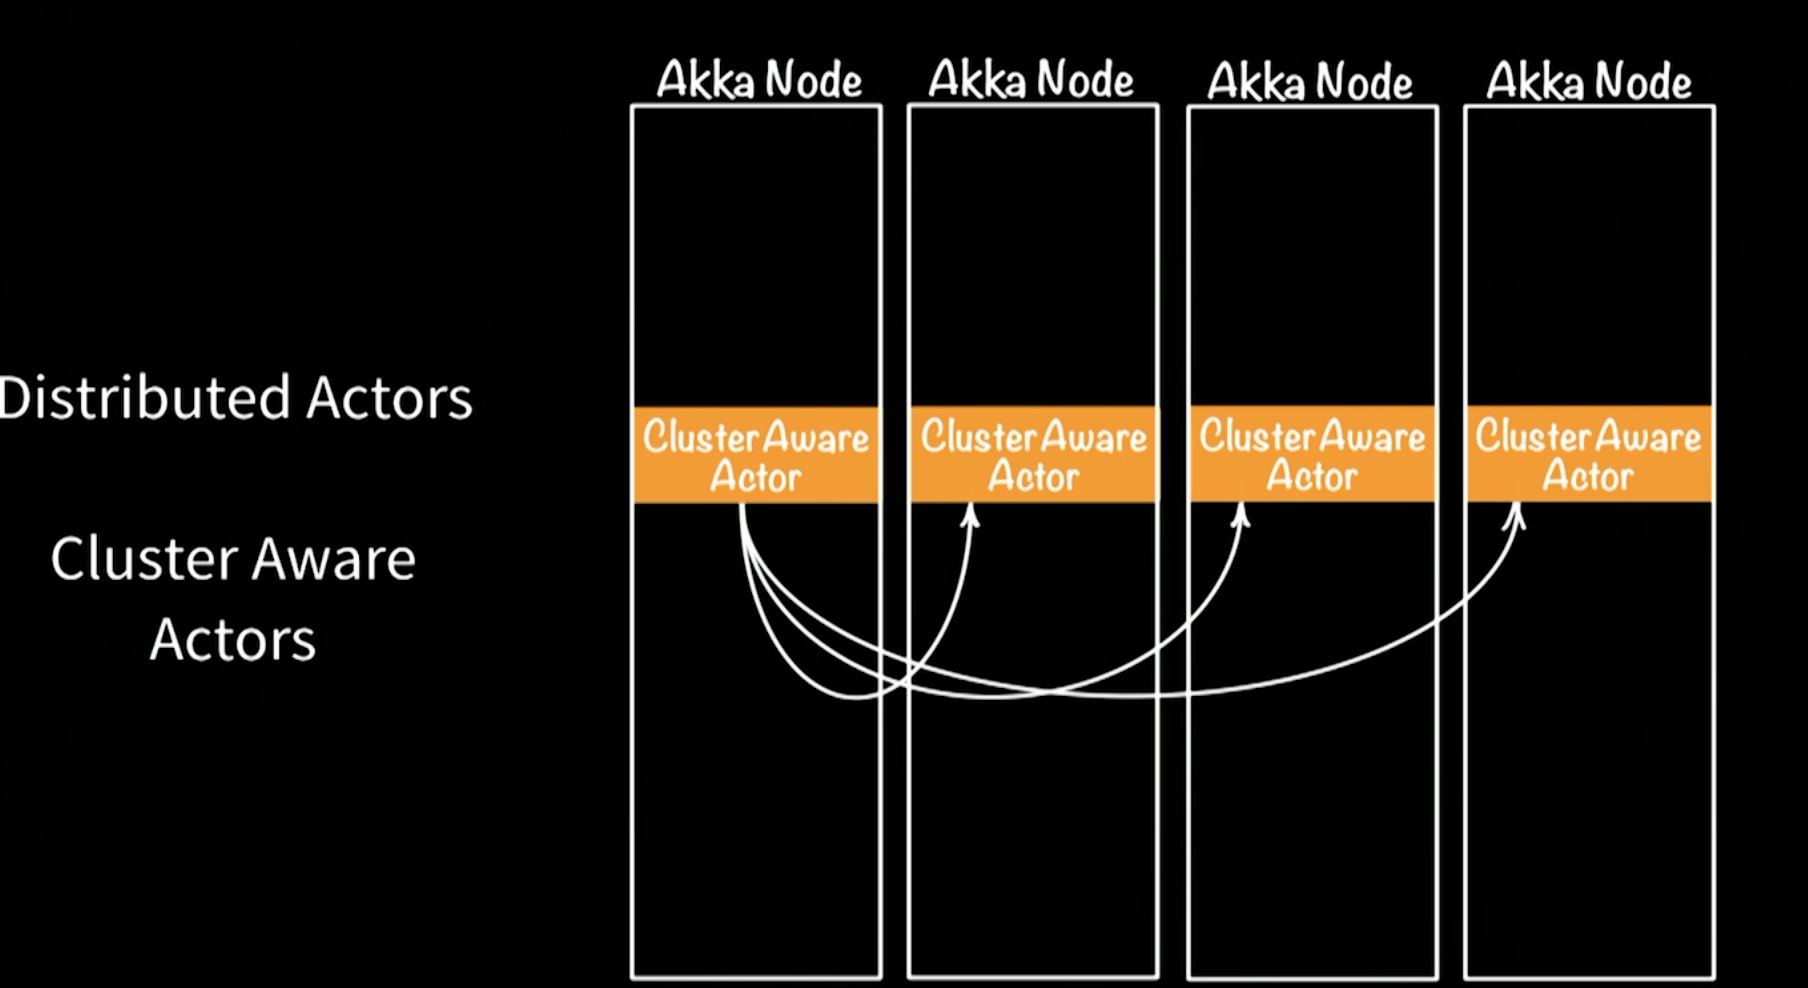 Akka Node
Akka Node
Akka Node
Akka Node
Distributed Actors
Cluster Aware
Actors
Cluster Aware
Actor
Cluster Aware
Actor
Cluster Aware
Actor
Cluster Aware
Actor